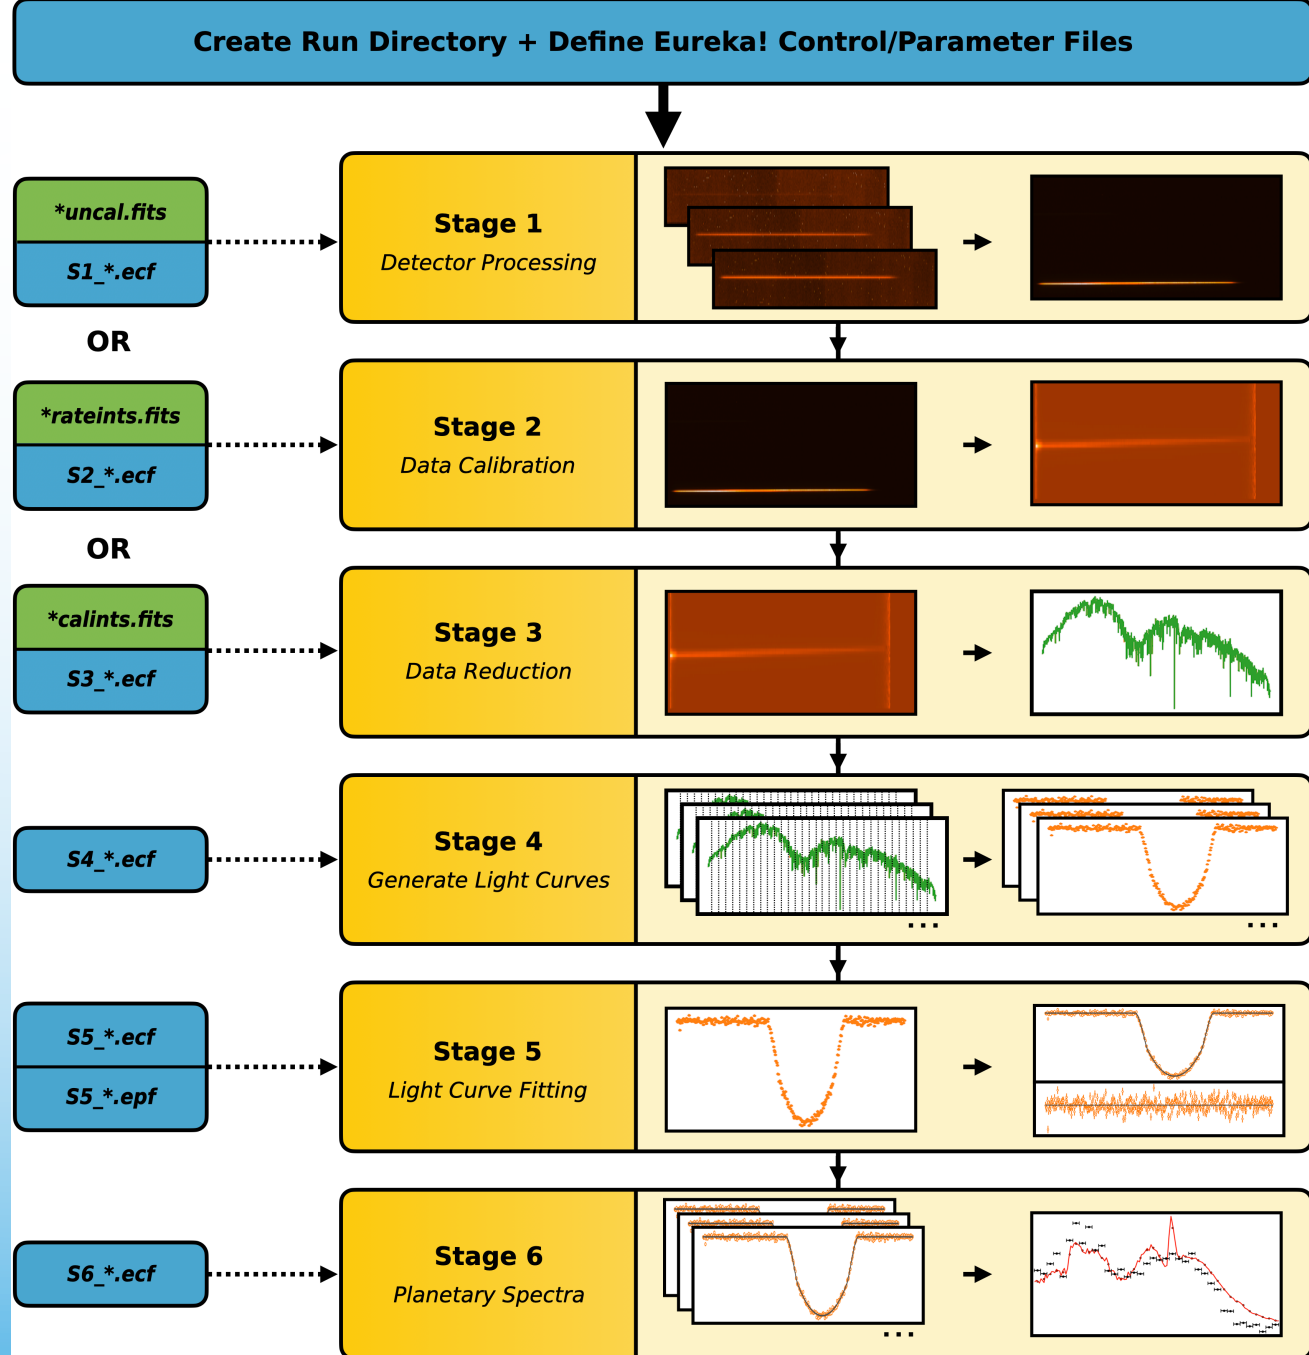 Create Run Directory + Define Eureka! Control/Parameter Files
*uncal.fits
S1_*.ecf
Stage 1
Detector Processing
OR
*rateints.fits
S2_*.ecf
Stage 2
Data Calibration
OR
*calints.fits
S3_*.ecf
Stage 3
Data Reduction
S4_*.ecf
Stage 4
Generate Light Curves
...
...
S5_*.ecf
S5_*.epf
Stage 5
Light Curve Fitting
S6_*.ecf
Stage 6
Planetary Spectra
...